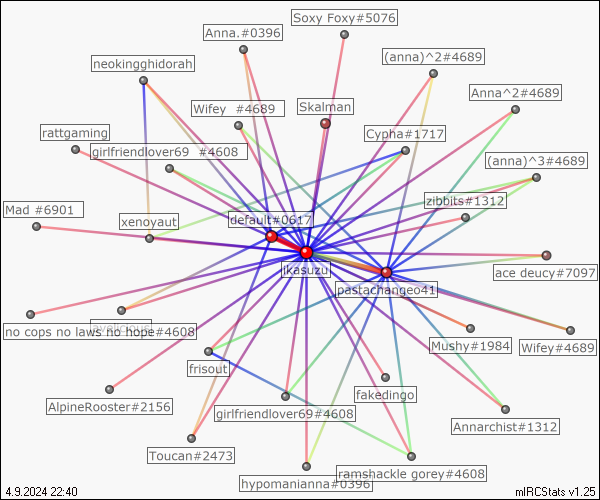 Soxy Foxy#5076
Anna.#0396
(anna)^2#4689
neokingghidorah
Anna^2#4689
Wifey #4689
Skalman
rattgaming
Cypha#1717
girlfriendlover69 #4608
(anna)^3#4689
zibbits#1312
Mad #6901
xenoyaut
default#0617
jkasuzu
ace deucy#7097
pastachangeo41
no cops no laws no hope#4608
Mushy#1984
Wifey#4689
frisout
fakedingo
AlpineRooster#2156
girlfriendlover69#4608
Annarchist#1312
Toucan#2473
ramshackle gorey#4608
hypomanianna#0396
4.9.2024 22:40
mIRCStats v1.25